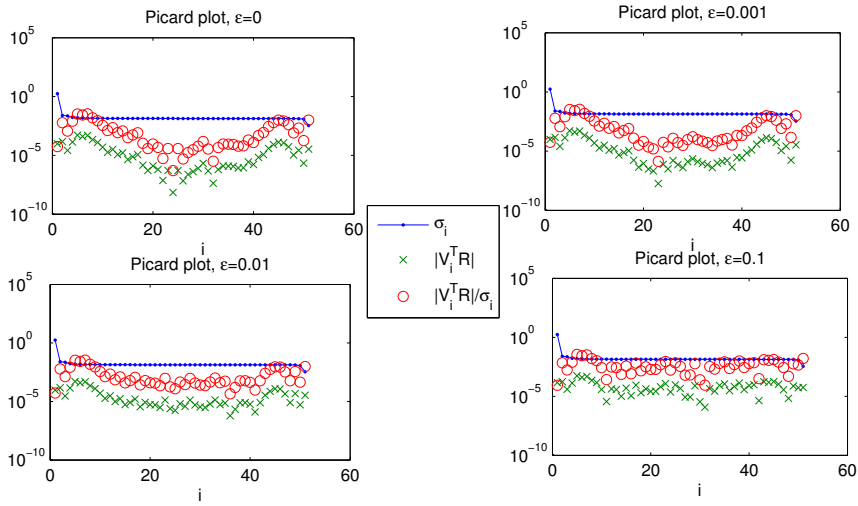 Picard plot, ε=0
10^5
10^0
10^-5
10^-10
0 20 40 60
i
Picard plot, ε=0.001
10^5
10^0
10^-5
10^-10
0 20 40 60
i
σ_i
|V_i^T R|
|V_i^T R|/σ_i
Picard plot, ε=0.01
10^5
10^0
10^-5
10^-10
0 20 40 60
i
Picard plot, ε=0.1
10^5
10^0
10^-5
10^-10
0 20 40 60
i